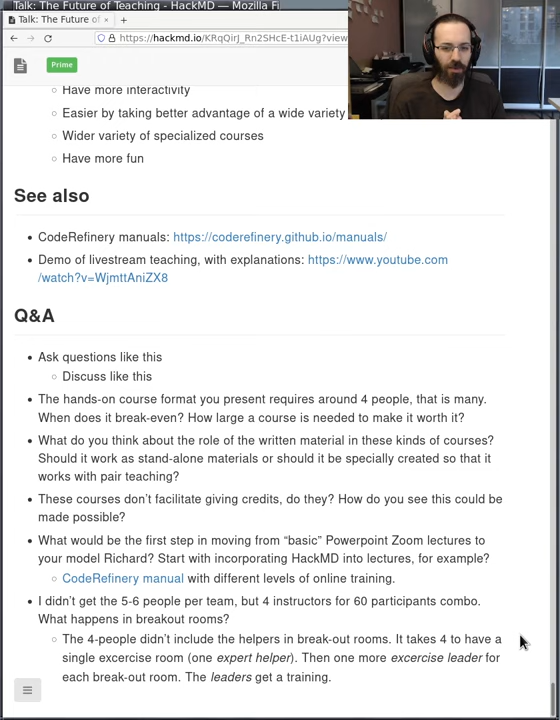 Talk: The Future of Teaching - HackMD — Mozilla Fi
Talk: The Future of
https://hackmd.io/KRqQirJ_Rn2SHcE-t1iAUg?view
Prime
Have more interactivity
Easier by taking better advantage of a wide variety
Wider variety of specialized courses
Have more fun
See also
CodeRefinery manuals: https://coderefinery.github.io/manuals/
Demo of livestream teaching, with explanations: https://www.youtube.com
/watch?v=WjmttAniZX8
Q&A
Ask questions like this
Discuss like this
The hands-on course format you present requires around 4 people, that is many.
When does it break-even? How large a course is needed to make it worth it?
What do you think about the role of the written material in these kinds of courses?
Should it work as stand-alone materials or should it be specially created so that it
works with pair teaching?
These courses don't facilitate giving credits, do they? How do you see this could be
made possible?
What would be the first step in moving from “basic” Powerpoint Zoom lectures to
your model Richard? Start with incorporating HackMD into lectures, for example?
CodeRefinery manual with different levels of online training.
I didn't get the 5-6 people per team, but 4 instructors for 60 participants combo.
What happens in breakout rooms?
The 4-people didn't include the helpers in break-out rooms. It takes 4 to have a
single excercise room (one expert helper). Then one more excercise leader for
each break-out room. The leaders get a training.